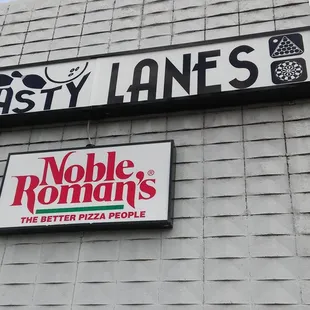 ASTY LANES
Noble
Roman's®
THE BETTER PIZZA PEOPLE